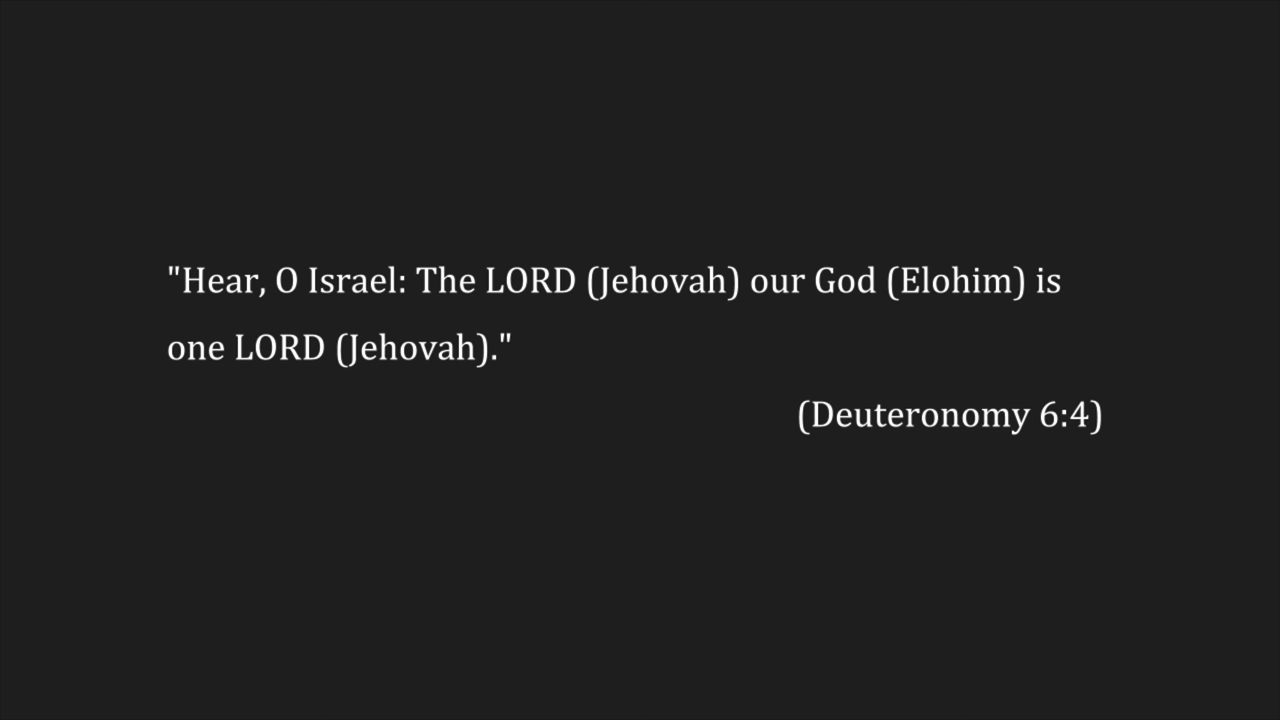 "Hear, O Israel: The LORD (Jehovah) our God (Elohim) is
one LORD (Jehovah)."
(Deuteronomy 6:4)